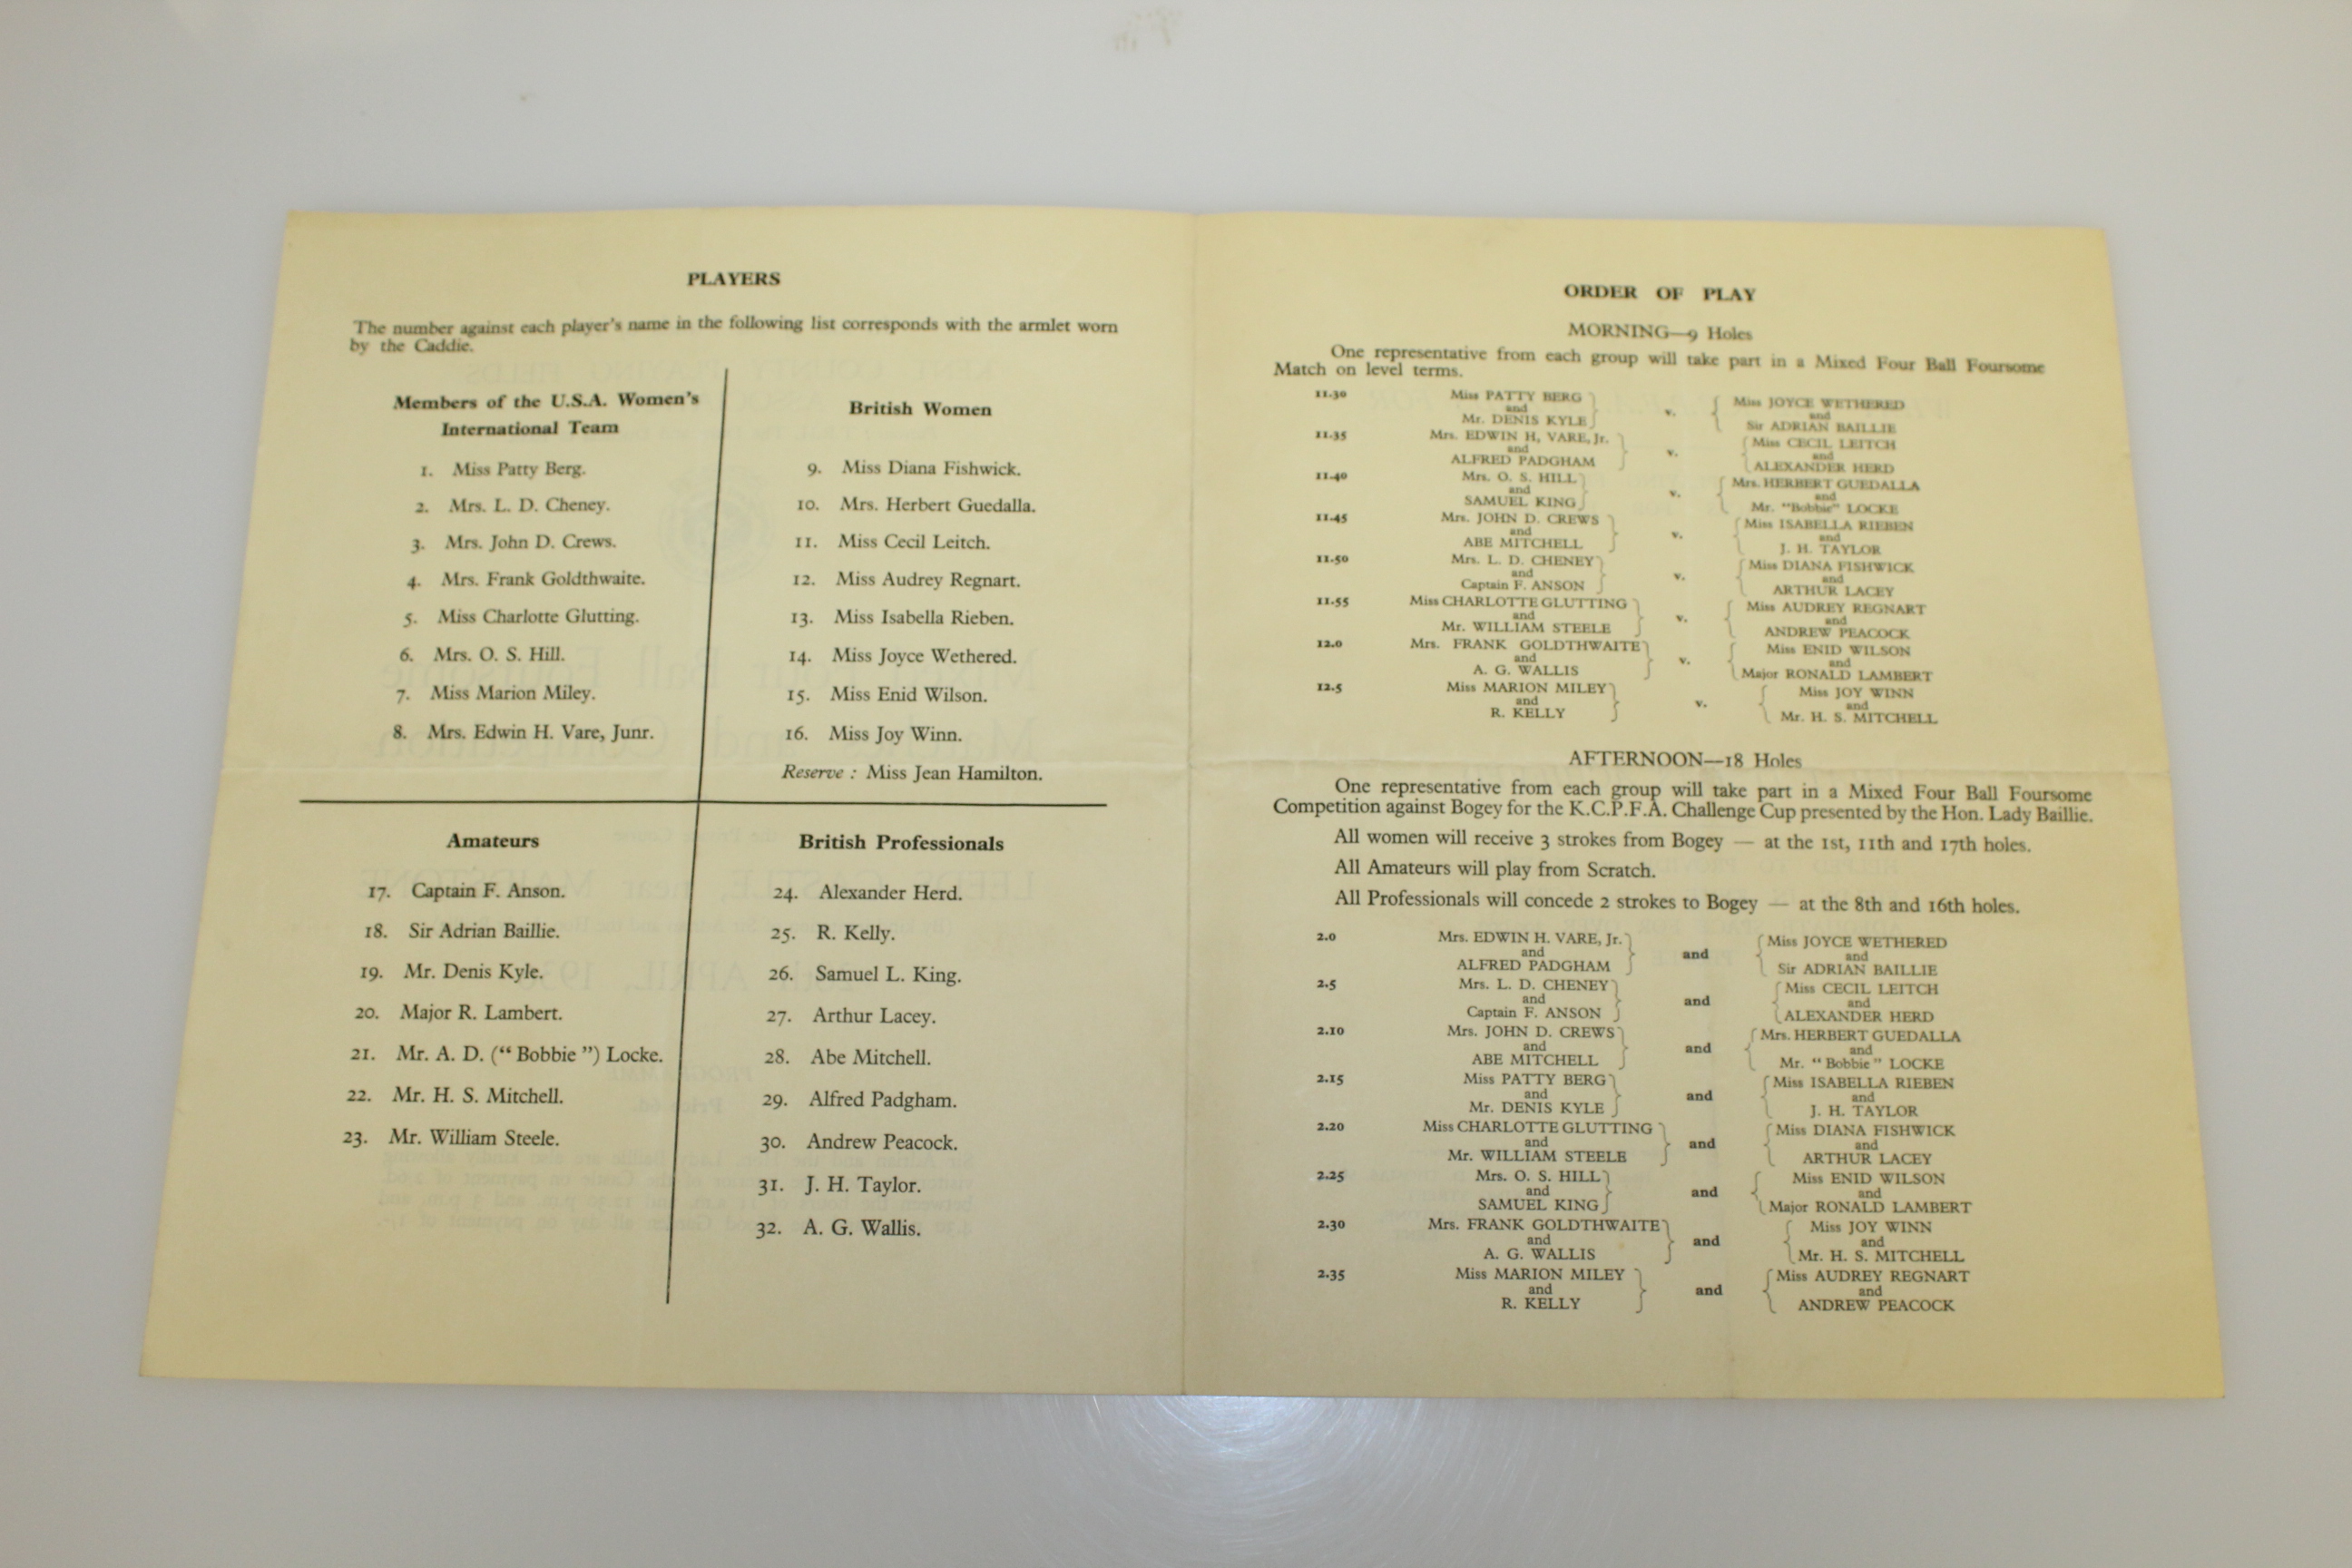 PLAYERS
The number against each player's name in the following list corresponds with the armlet worn
by the Caddie.
Members of the U.S.A. Women's
International Team
1. Miss Patty Berg.
2. Mrs. L. D. Cheney.
3. Mrs. John D. Crews.
4. Mrs. Frank Goldthwaite.
5. Miss Charlotte Glutting.
6. Mrs. O. S. Hill.
7. Miss Marion Miley.
8. Mrs. Edwin H. Vare, Junr.
British Women
9. Miss Diana Fishwick.
10. Mrs. Herbert Guedalla.
11. Miss Cecil Leitch.
12. Miss Audrey Regnart.
13. Miss Isabella Rieben.
14. Miss Joyce Wethered.
15. Miss Enid Wilson.
16. Miss Joy Winn.
Reserve : Miss Jean Hamilton.
Amateurs
17. Captain F. Anson.
18. Sir Adrian Baillie.
19. Mr. Denis Kyle.
20. Major R. Lambert.
21. Mr. A. D. (“ Bobbie ”) Locke.
22. Mr. H. S. Mitchell.
23. Mr. William Steele.
British Professionals
24. Alexander Herd.
25. R. Kelly.
26. Samuel L. King.
27. Arthur Lacey.
28. Abe Mitchell.
29. Alfred Padgham.
30. Andrew Peacock.
31. J. H. Taylor.
32. A. G. Wallis.
ORDER OF PLAY
MORNING—9 Holes
One representative from each group will take part in a Mixed Four Ball Foursome
Match on level terms.
11.30 Miss PATTY BERG Miss JOYCE WETHERED
and v. and
Mr. DENIS KYLE Sir ADRIAN BAILLIE
11.35 Mrs. EDWIN H, VARE, Jr. Miss CECIL LEITCH
and v. and
ALFRED PADGHAM ALEXANDER HERD
11.40 Mrs. O. S. HILL Mrs. HERBERT GUEDALLA
and v. and
SAMUEL KING Mr. “Bobbie” LOCKE
11.45 Mrs. JOHN D. CREWS Miss ISABELLA RIEBEN
and v. and
ABE MITCHELL J. H. TAYLOR
11.50 Mrs. L. D. CHENEY Miss DIANA FISHWICK
and v. and
Captain F. ANSON ARTHUR LACEY
11.55 Miss CHARLOTTE GLUTTING Miss AUDREY REGNART
and v. and
Mr. WILLIAM STEELE ANDREW PEACOCK
12.0 Mrs. FRANK GOLDTHWAITE Miss ENID WILSON
and v. and
A. G. WALLIS Major RONALD LAMBERT
12.5 Miss MARION MILEY Miss JOY WINN
and v. and
R. KELLY Mr. H. S. MITCHELL
AFTERNOON—18 Holes
One representative from each group will take part in a Mixed Four Ball Foursome
Competition against Bogey for the K.C.P.F.A. Challenge Cup presented by the Hon. Lady Baillie.
All women will receive 3 strokes from Bogey — at the 1st, 11th and 17th holes.
All Amateurs will play from Scratch.
All Professionals will concede 2 strokes to Bogey — at the 8th and 16th holes.
2.0 Mrs. EDWIN H. VARE, Jr. Miss JOYCE WETHERED
and and and
ALFRED PADGHAM Sir ADRIAN BAILLIE
2.5 Mrs. L. D. CHENEY Miss CECIL LEITCH
and and and
Captain F. ANSON ALEXANDER HERD
2.10 Mrs. JOHN D. CREWS Mrs. HERBERT GUEDALLA
and and and
ABE MITCHELL Mr. “ Bobbie ” LOCKE
2.15 Miss PATTY BERG Miss ISABELLA RIEBEN
and and and
Mr. DENIS KYLE J. H. TAYLOR
2.20 Miss CHARLOTTE GLUTTING Miss DIANA FISHWICK
and and and
Mr. WILLIAM STEELE ARTHUR LACEY
2.25 Mrs. O. S. HILL Miss ENID WILSON
and and and
SAMUEL KING Major RONALD LAMBERT
2.30 Mrs. FRANK GOLDTHWAITE Miss JOY WINN
and and and
A. G. WALLIS Mr. H. S. MITCHELL
2.35 Miss MARION MILEY Miss AUDREY REGNART
and and and
R. KELLY ANDREW PEACOCK